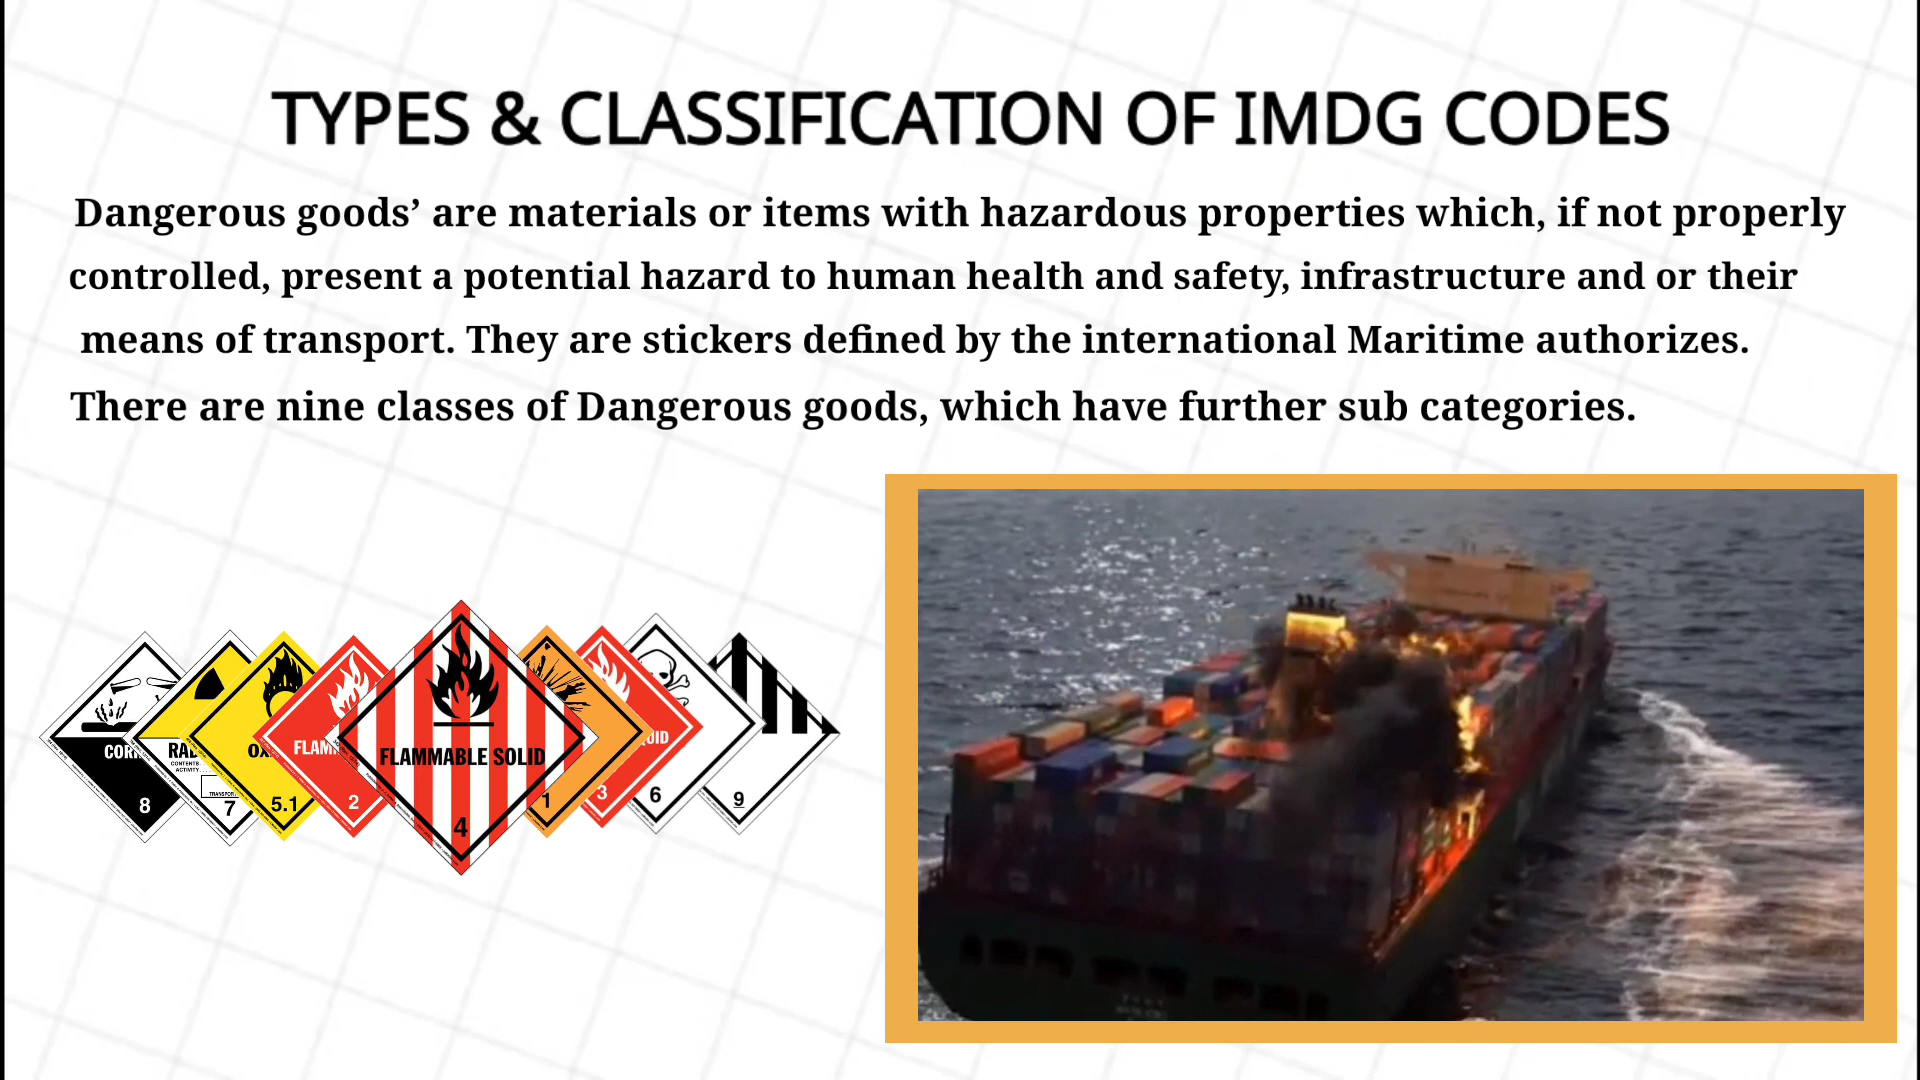 TYPES & CLASSIFICATION OF IMDG CODES
Dangerous goods’ are materials or items with hazardous properties which, if not properly
controlled, present a potential hazard to human health and safety, infrastructure and or their
means of transport. They are stickers defined by the international Maritime authorizes.
There are nine classes of Dangerous goods, which have further sub categories.
8
CONTENTS
ACTIVITY
7
5.1
2
FLAMMABLE SOLID
4
1
3
6
9